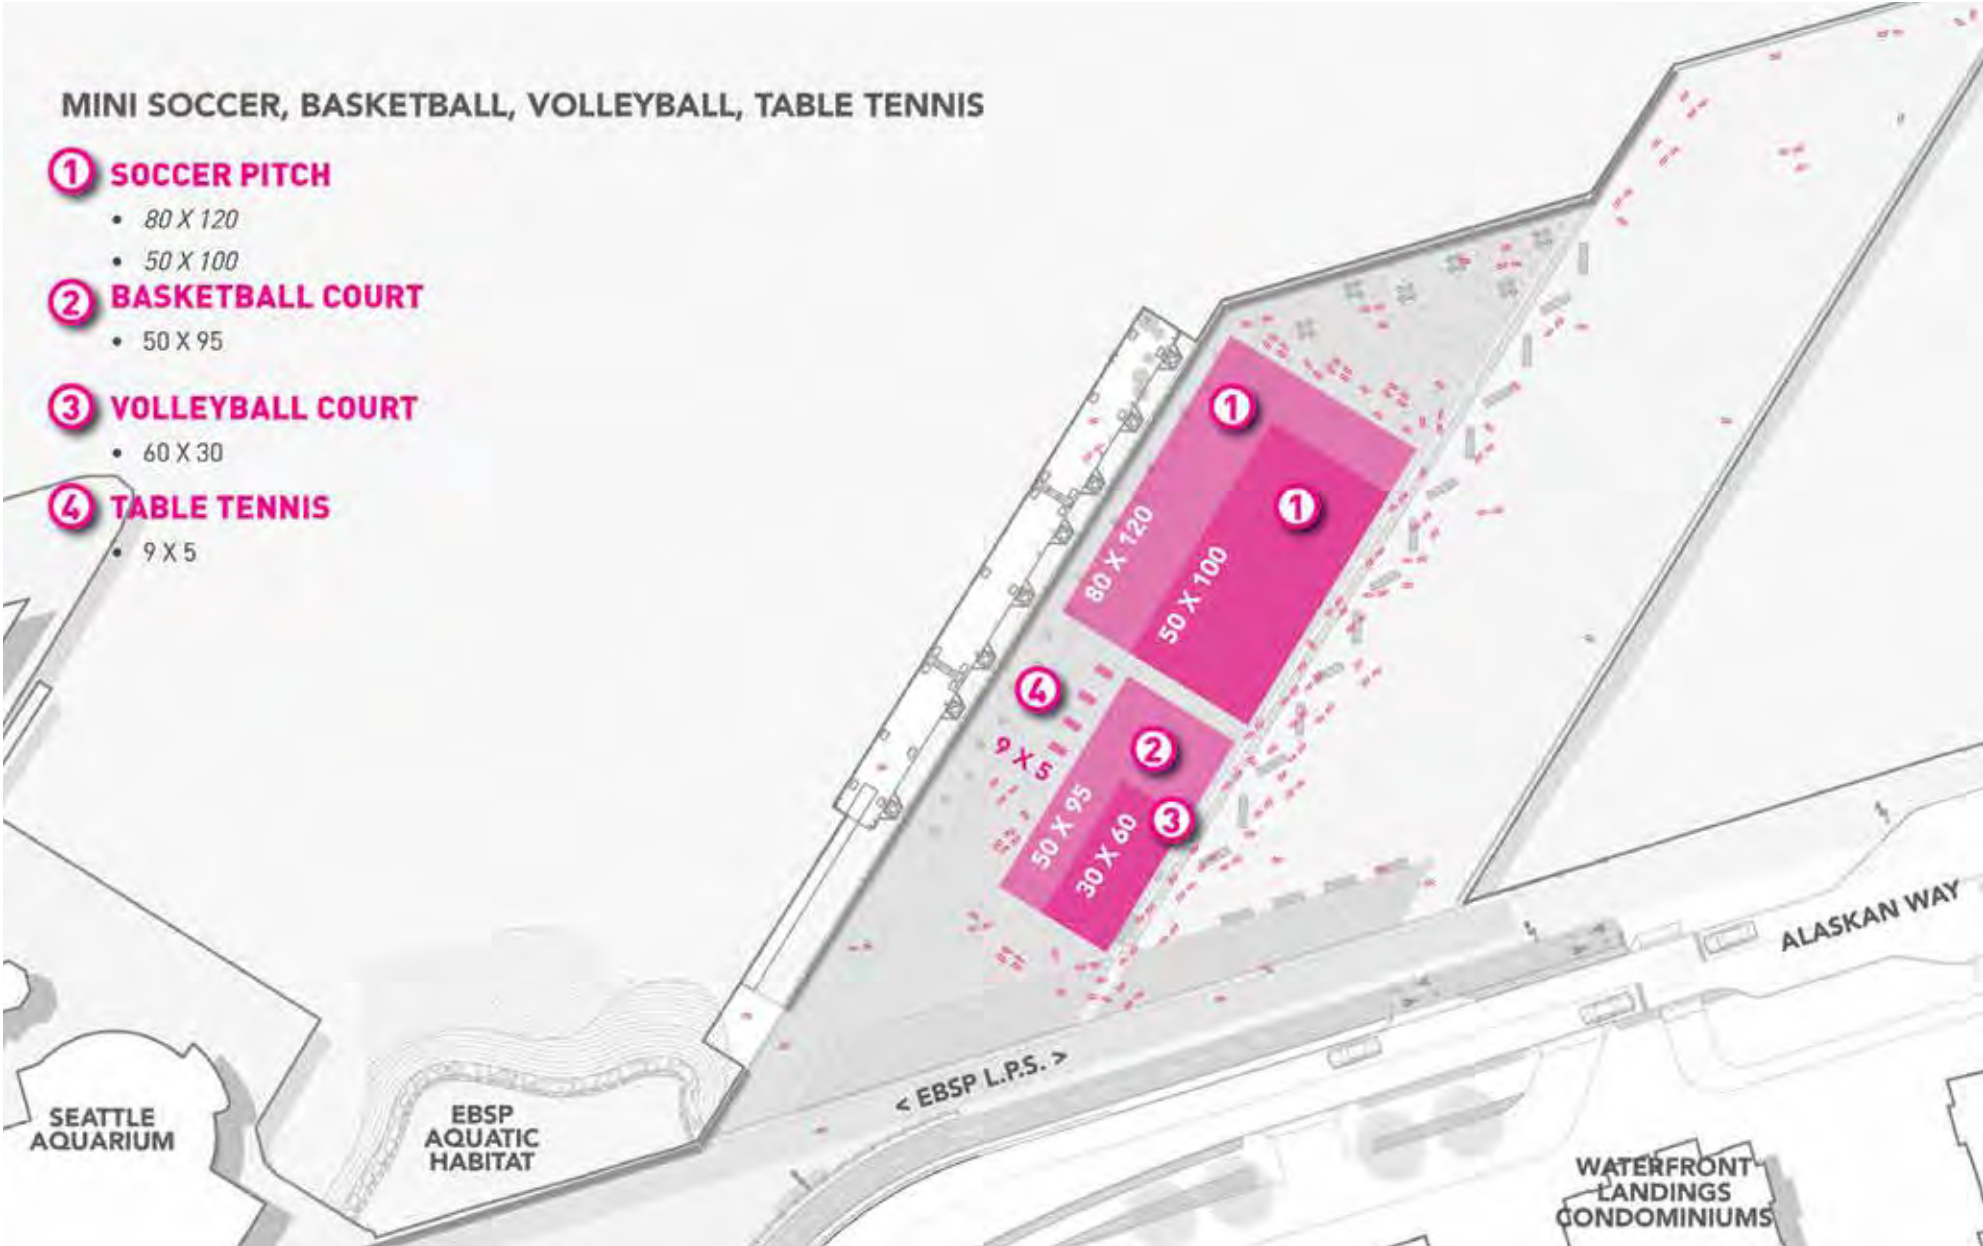 MINI SOCCER, BASKETBALL, VOLLEYBALL, TABLE TENNIS
1 SOCCER PITCH
• 80 X 120
• 50 X 100
2 BASKETBALL COURT
• 50 X 95
3 VOLLEYBALL COURT
• 60 X 30
4 TABLE TENNIS
• 9 X 5
1
1
80 X 120
50 X 100
4
9 X 5
2
3
50 X 95
30 X 60
ALASKAN WAY
< EBSP L.P.S. >
SEATTLE
AQUARIUM
EBSP
AQUATIC
HABITAT
WATERFRONT
LANDINGS
CONDOMINIUMS